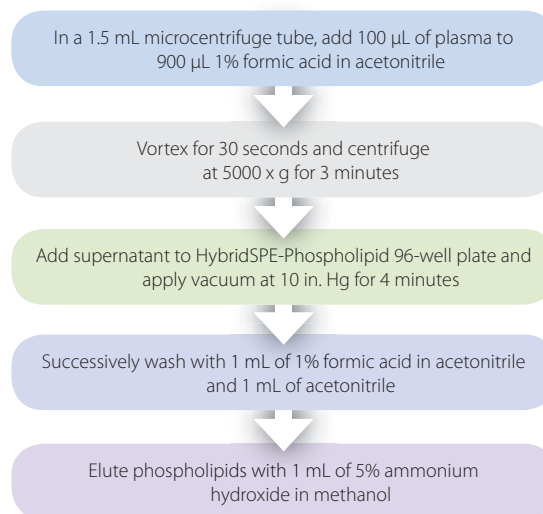 In a 1.5 mL microcentrifuge tube, add 100 µL of plasma to
900 µL 1% formic acid in acetonitrile
Vortex for 30 seconds and centrifuge
at 5000 x g for 3 minutes
Add supernatant to HybridSPE-Phospholipid 96-well plate and
apply vacuum at 10 in. Hg for 4 minutes
Successively wash with 1 mL of 1% formic acid in acetonitrile
and 1 mL of acetonitrile
Elute phospholipids with 1 mL of 5% ammonium
hydroxide in methanol